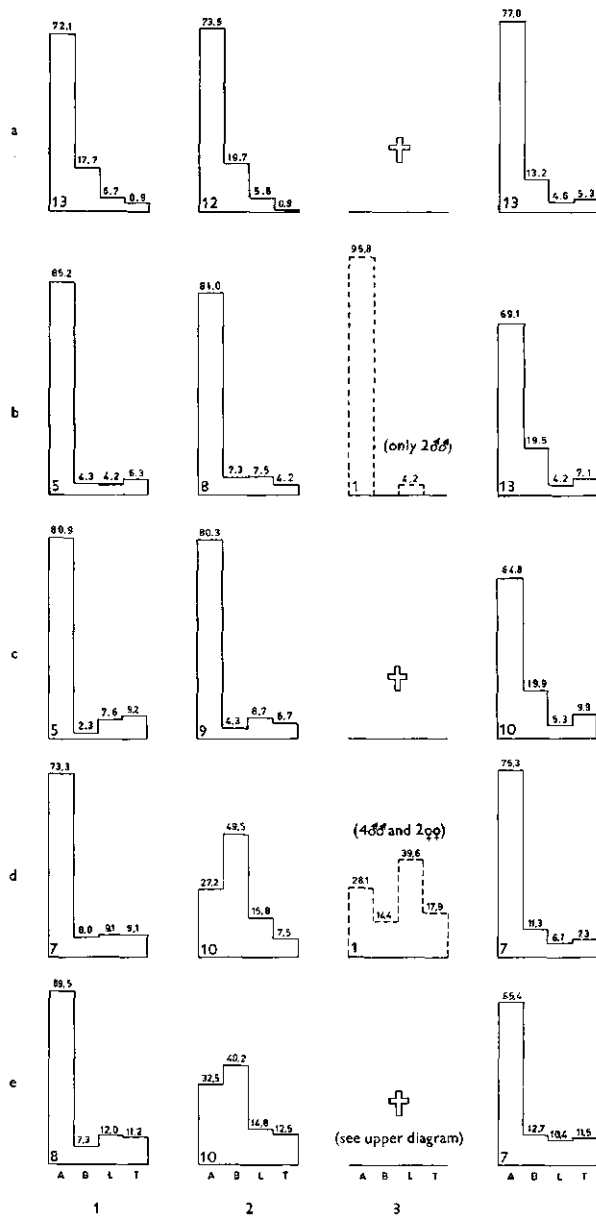 72.1 73.5 77.0
a
17.7 6.7 8.9 19.7 5.8 0.9 13.2 4.6 5.3
13 12 13
85.2 81.0 95.8 69.1
b
4.3 4.2 6.3 7.3 7.5 4.2 (only 2♂♂) 4.2 19.5 4.2 7.1
5 8 1 13
80.9 80.3 64.8
c
2.3 7.6 9.2 4.3 8.7 6.7 19.9 5.3 9.9
5 9 10
73.3 49.5 (4♂♂ and 2♀♀) 75.3
d
8.0 9.1 9.1 27.2 15.8 7.5 28.1 14.4 39.6 17.9 11.3 6.1 7.3
7 10 1 7
69.5 40.2 65.4
e
7.3 12.0 11.2 32.5 14.8 12.5 12.7 10.4 11.5
(see upper diagram)
8 10 7
A B L T A B L T A B L T A B L T
1 2 3